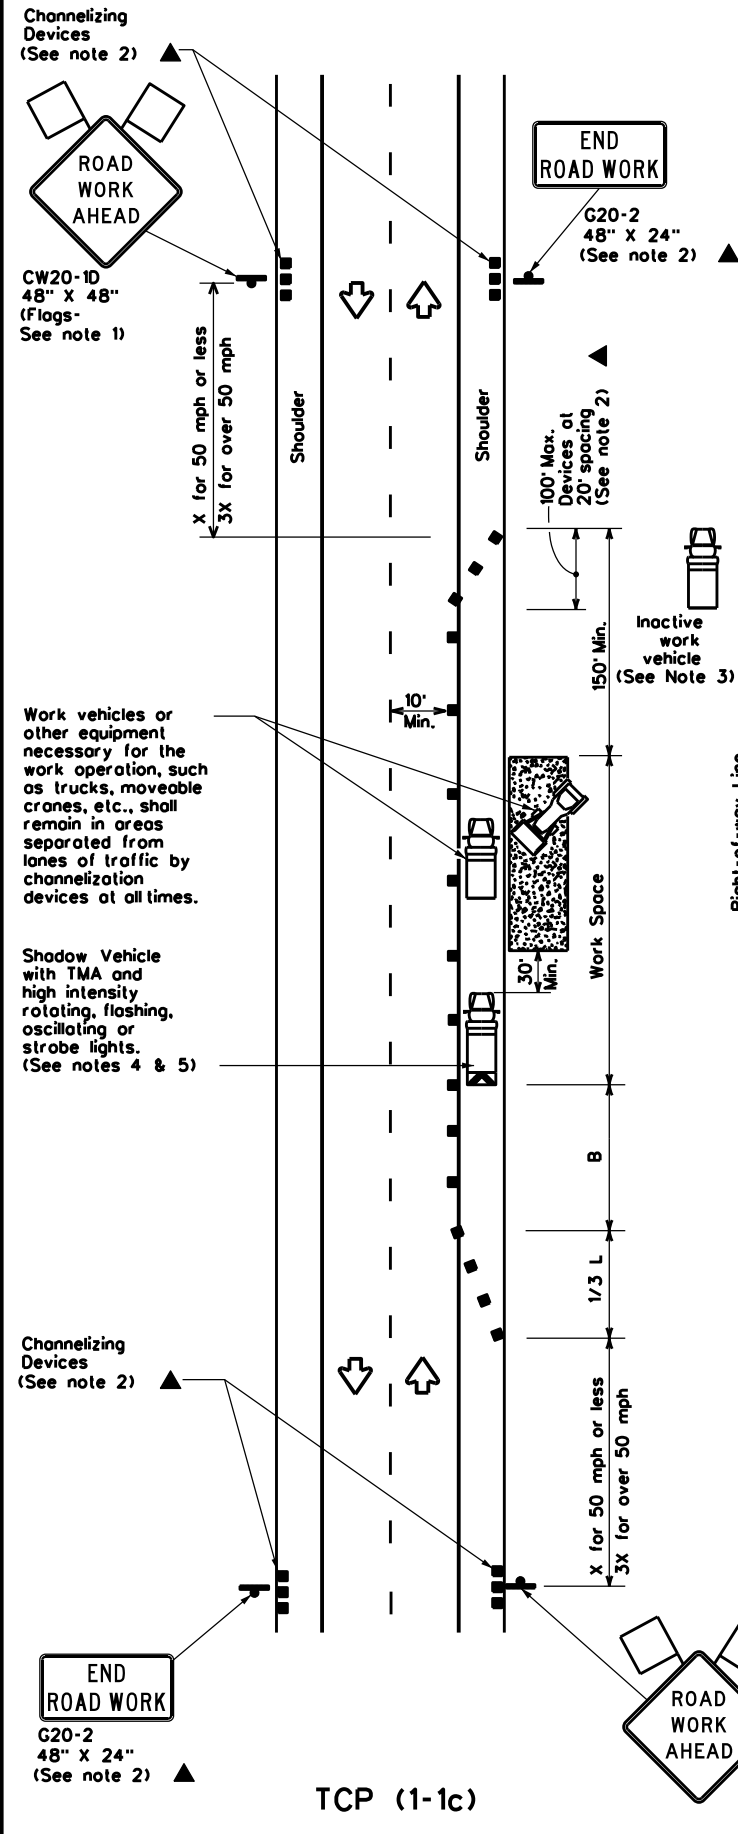 Channelizing
Devices
(See note 2)
ROAD
WORK
AHEAD
CW20-1D
48" X 48"
(Flags-
See note 1)
END
ROAD WORK
G20-2
48" X 24"
(See note 2)
X for 50 mph or less
3X for over 50 mph
Shoulder
Shoulder
100' Max.
Devices at
20' spacing
(See note 2)
150' Min.
Inactive
work
vehicle
(See Note 3)
10'
Min.
Work vehicles or
other equipment
necessary for the
work operation, such
as trucks, moveable
cranes, etc., shall
remain in areas
separated from
lanes of traffic by
channelization
devices at all times.
Work Space
30'
Min.
Shadow Vehicle
with TMA and
high intensity
rotating, flashing,
oscillating or
strobe lights.
(See notes 4 & 5)
B
1/3 L
Channelizing
Devices
(See note 2)
X for 50 mph or less
3X for over 50 mph
END
ROAD WORK
G20-2
48" X 24"
(See note 2)
ROAD
WORK
AHEAD
TCP (1-1c)